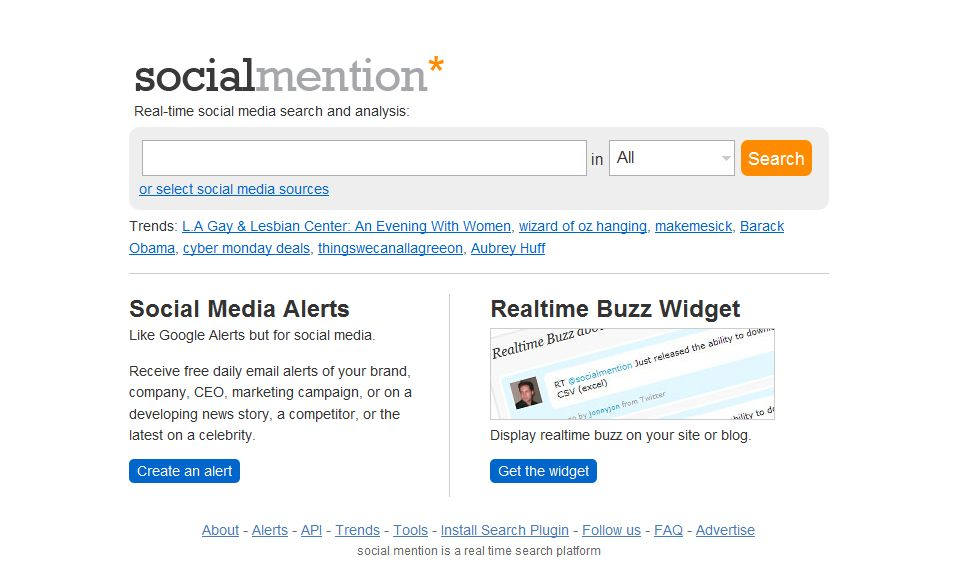 socialmention*
Real-time social media search and analysis:
in All Search
or select social media sources
Trends: L.A Gay & Lesbian Center: An Evening With Women, wizard of oz hanging, makemesick, Barack
Obama, cyber monday deals, thingswecanallagreeon, Aubrey Huff
Social Media Alerts
Like Google Alerts but for social media.
Receive free daily email alerts of your brand,
company, CEO, marketing campaign, or on a
developing news story, a competitor, or the
latest on a celebrity.
Create an alert
Realtime Buzz Widget
Realtime Buzz
RT @socialmention Just released the ability to
CSV (excel)
by jonnyjon from Twitter
ability to
Display realtime buzz on your site or blog.
Get the widget
About - Alerts - API - Trends - Tools - Install Search Plugin - Follow us - FAQ - Advertise
social mention is a real time search platform